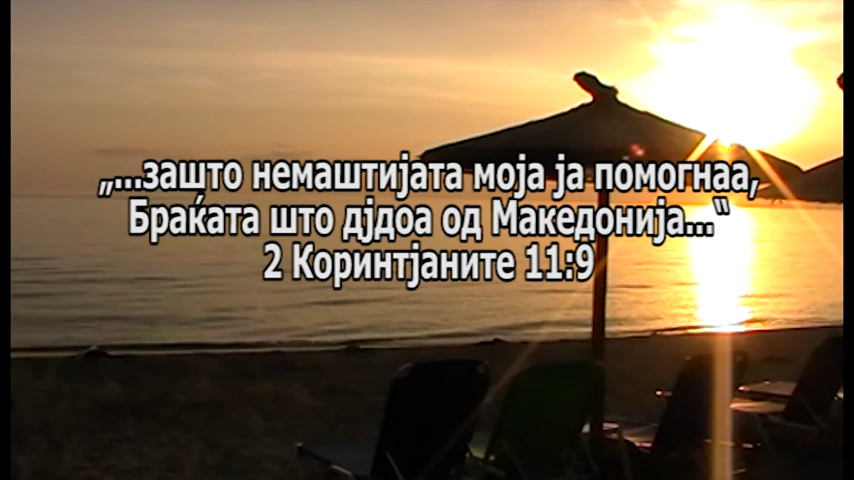 „...зашто немаштијата моја ја помогнаа,
Браќата што дјдоа од Македонија...“
2 Коринтјаните 11:9